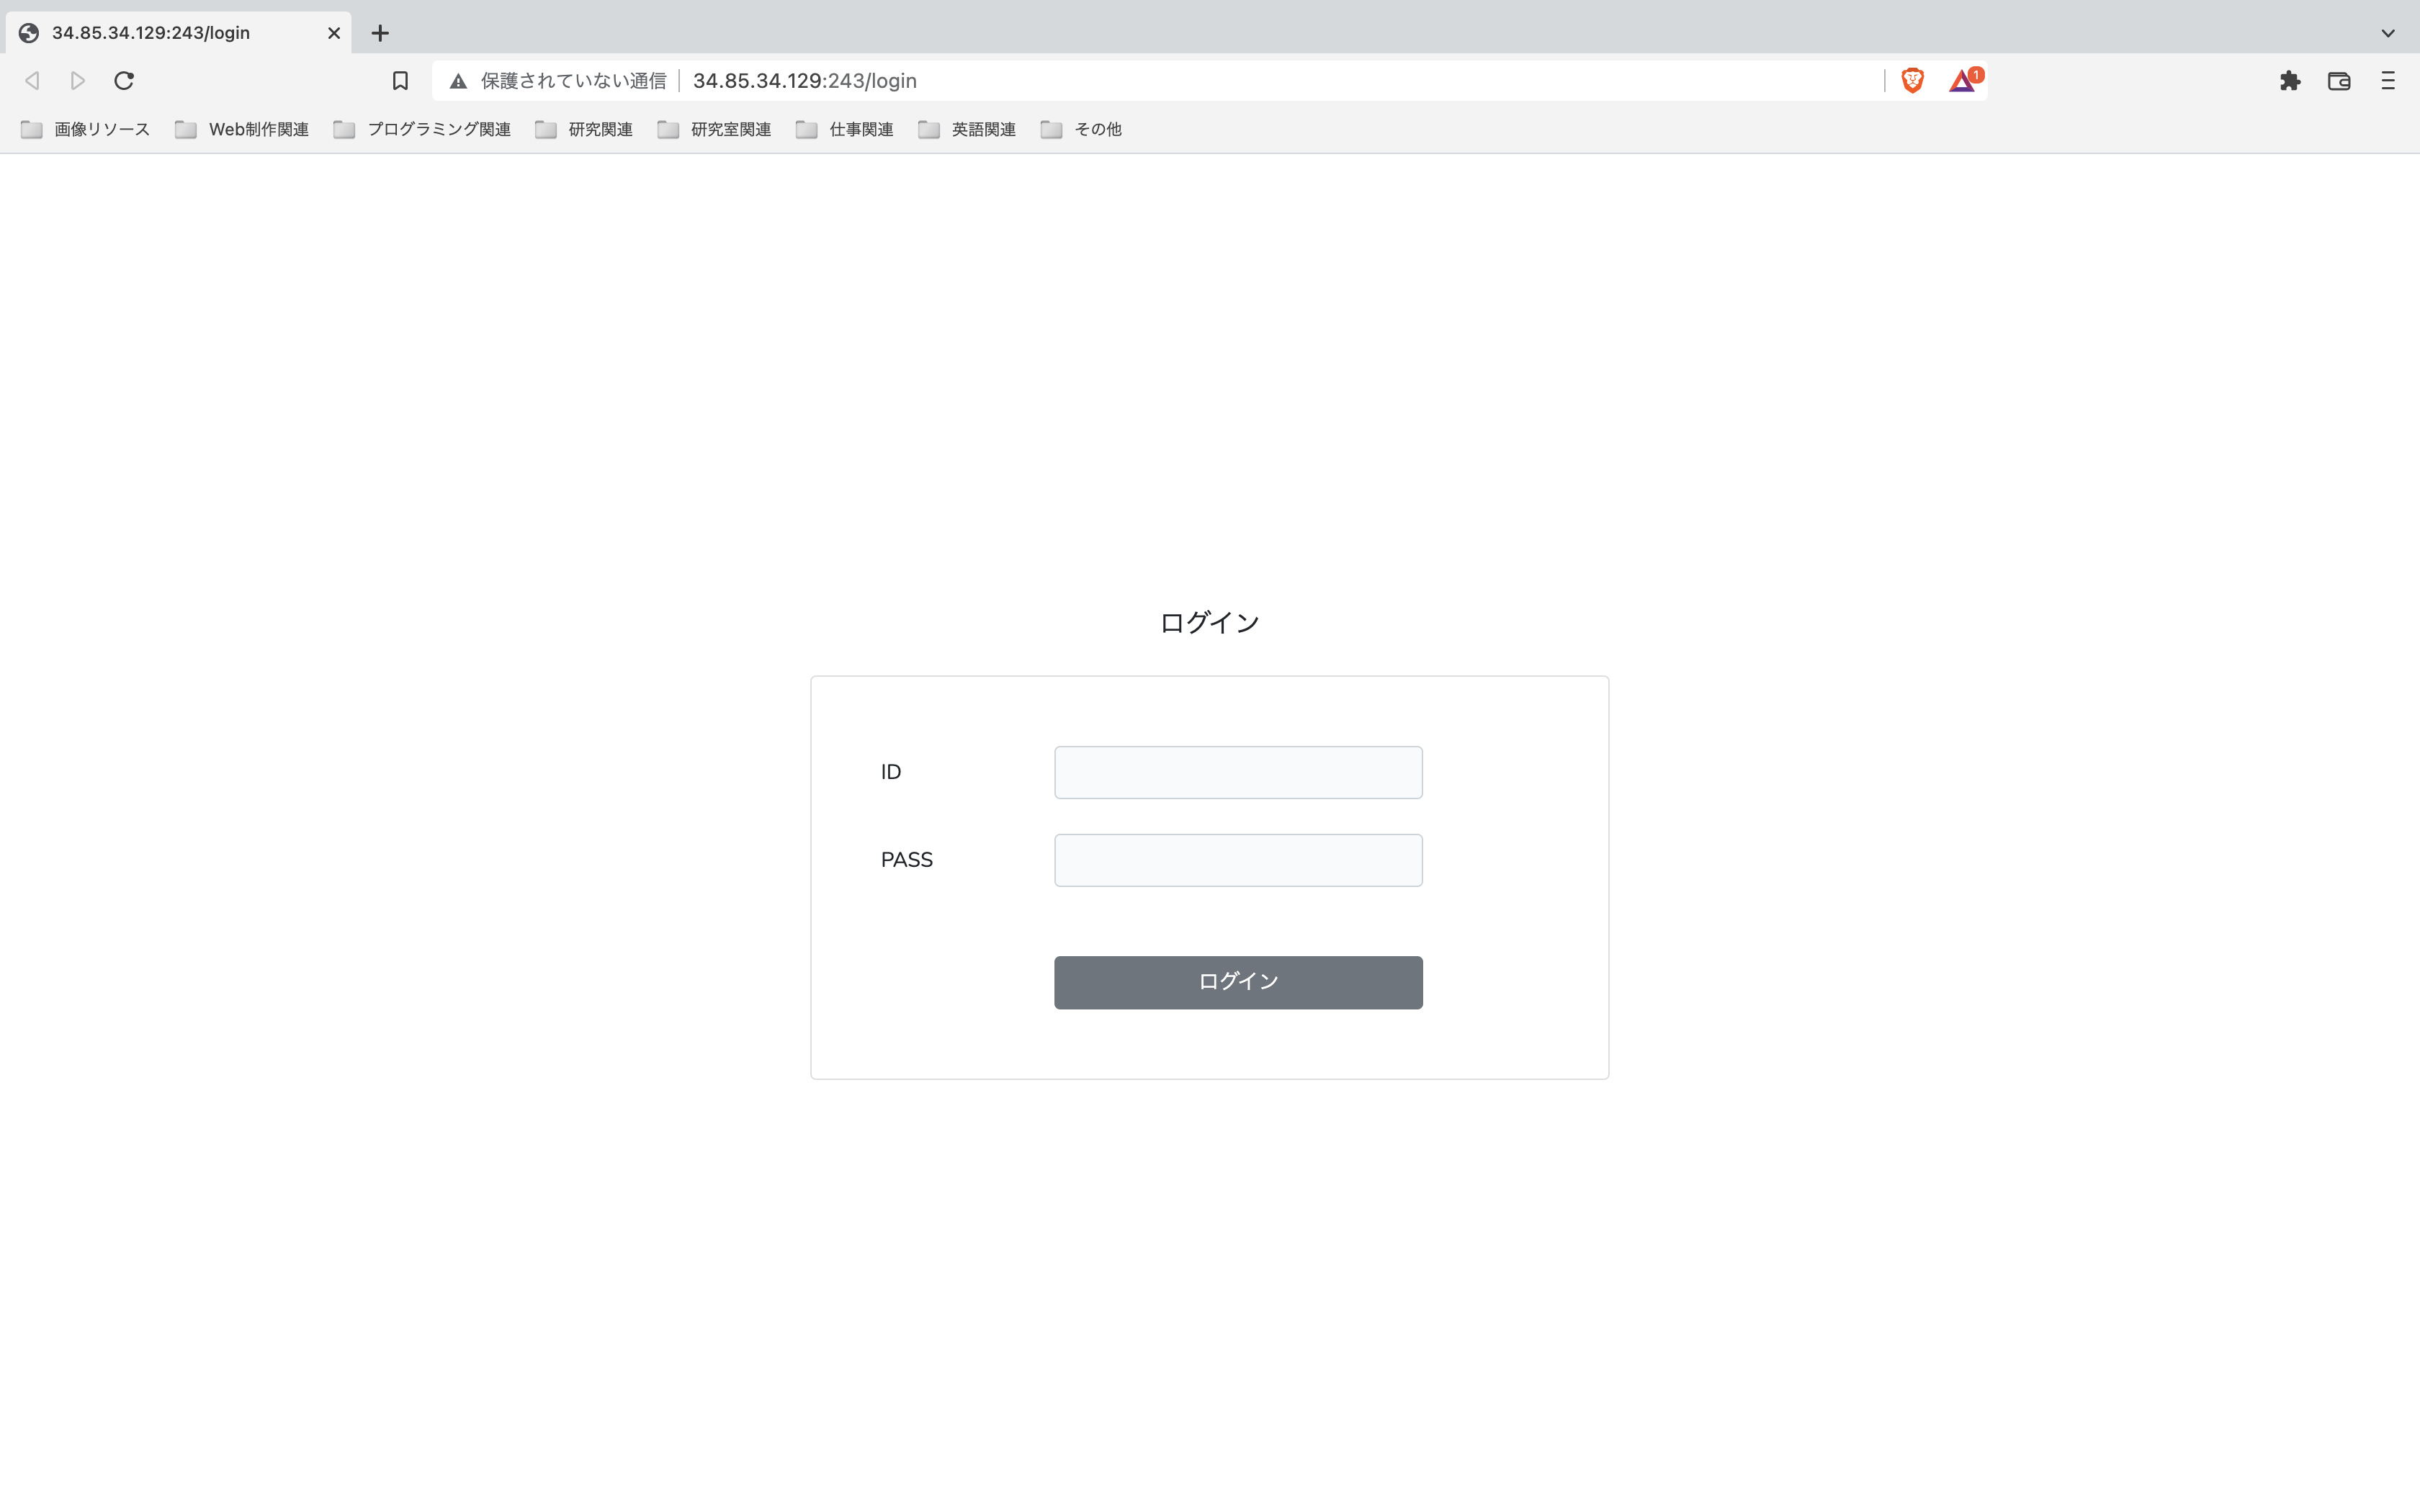 34.85.34.129:243/login
保護されていない通信 34.85.34.129:243/login 1
画像リソース Web制作関連 プログラミング関連 研究関連 研究室関連 仕事関連 英語関連 その他
ログイン
ID
PASS
ログイン